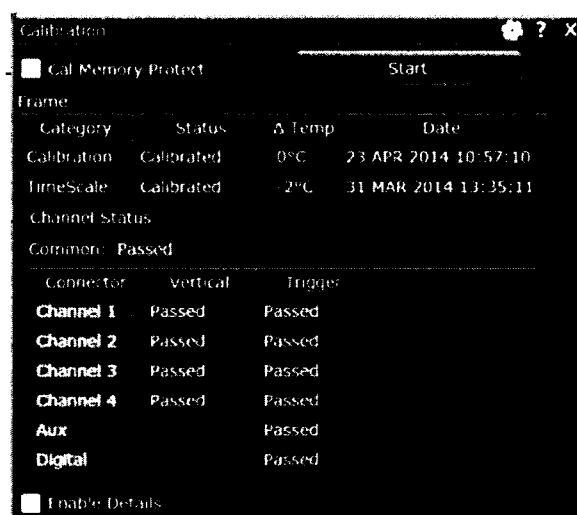 Calibration ? X
Cal Memory Protect Start
Frame
Category Status Δ Temp Date
Calibration Calibrated 0°C 23 APR 2014 10:57:10
TimeScale Calibrated -2°C 31 MAR 2014 13:35:11
Channel Status
Common: Passed
Connector Vertical Trigger
Channel 1 Passed Passed
Channel 2 Passed Passed
Channel 3 Passed Passed
Channel 4 Passed Passed
Aux Passed
Digital Passed
Enable Details